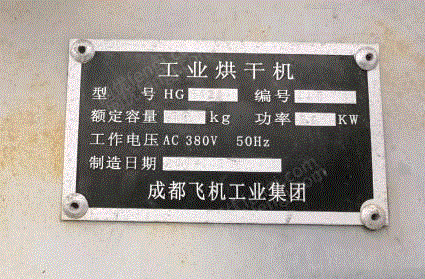 工业烘干机
型 号 HG 编号
额定容量 kg 功率 KW
工作电压 AC 380V 50Hz
制造日期
成都飞机工业集团